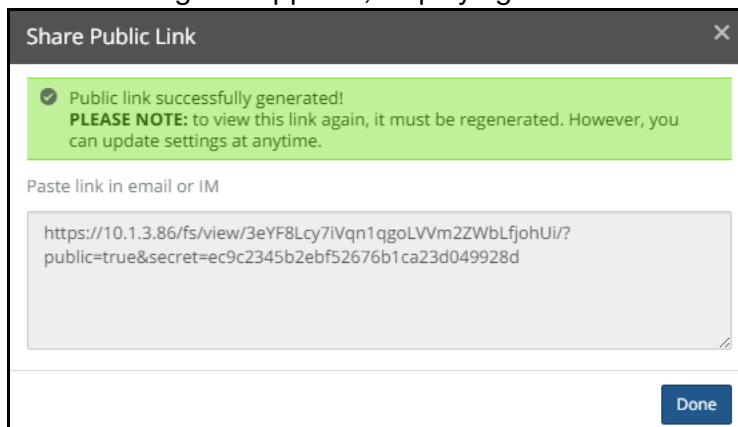 Share Public Link
Public link successfully generated!
PLEASE NOTE: to view this link again, it must be regenerated. However, you
can update settings at anytime.
Paste link in email or IM
https://10.1.3.86/fs/view/3eYF8Lcy7iVqn1qgoLVVm2ZWbLfjohUi/?
public=true&secret=ec9c2345b2ebf52676b1ca23d049928d
Done